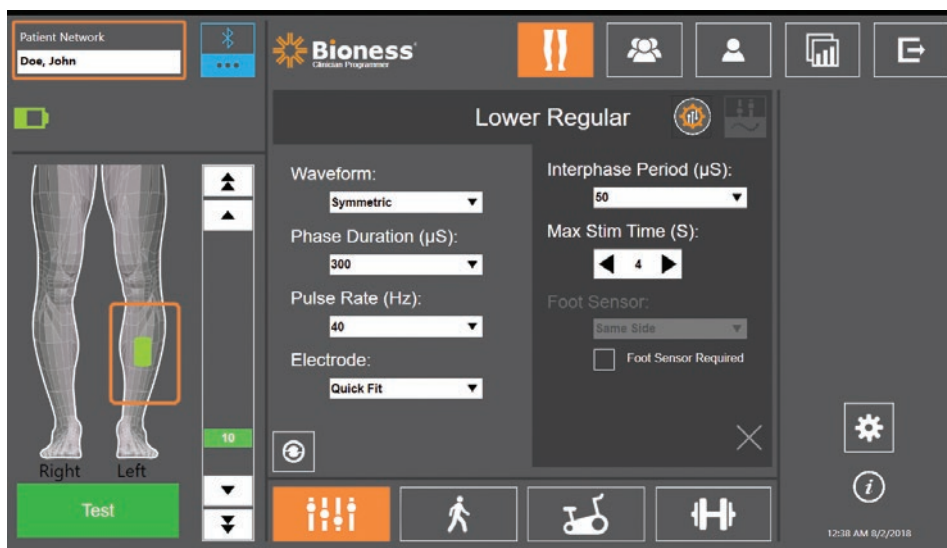 Patient Network
Doe, John
Bioness
Clinician Programmer
Lower Regular
Waveform:
Symmetric
Phase Duration (µS):
300
Pulse Rate (Hz):
40
Electrode:
Quick Fit
Interphase Period (µS):
50
Max Stim Time (S):
4
Foot Sensor:
Same Side
Foot Sensor Required
10
Right Left
Test
i
12:38 AM 8/2/2018